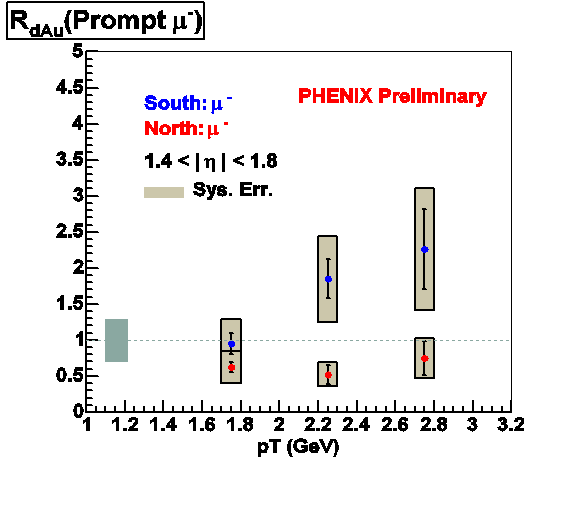 R_dAu(Prompt μ⁻)
5
4.5
4
3.5
3
2.5
2
1.5
1
0.5
0
South: μ⁻
North: μ⁻
PHENIX Preliminary
1.4 < | η | < 1.8
Sys. Err.
1 1.2 1.4 1.6 1.8 2 2.2 2.4 2.6 2.8 3 3.2
pT (GeV)